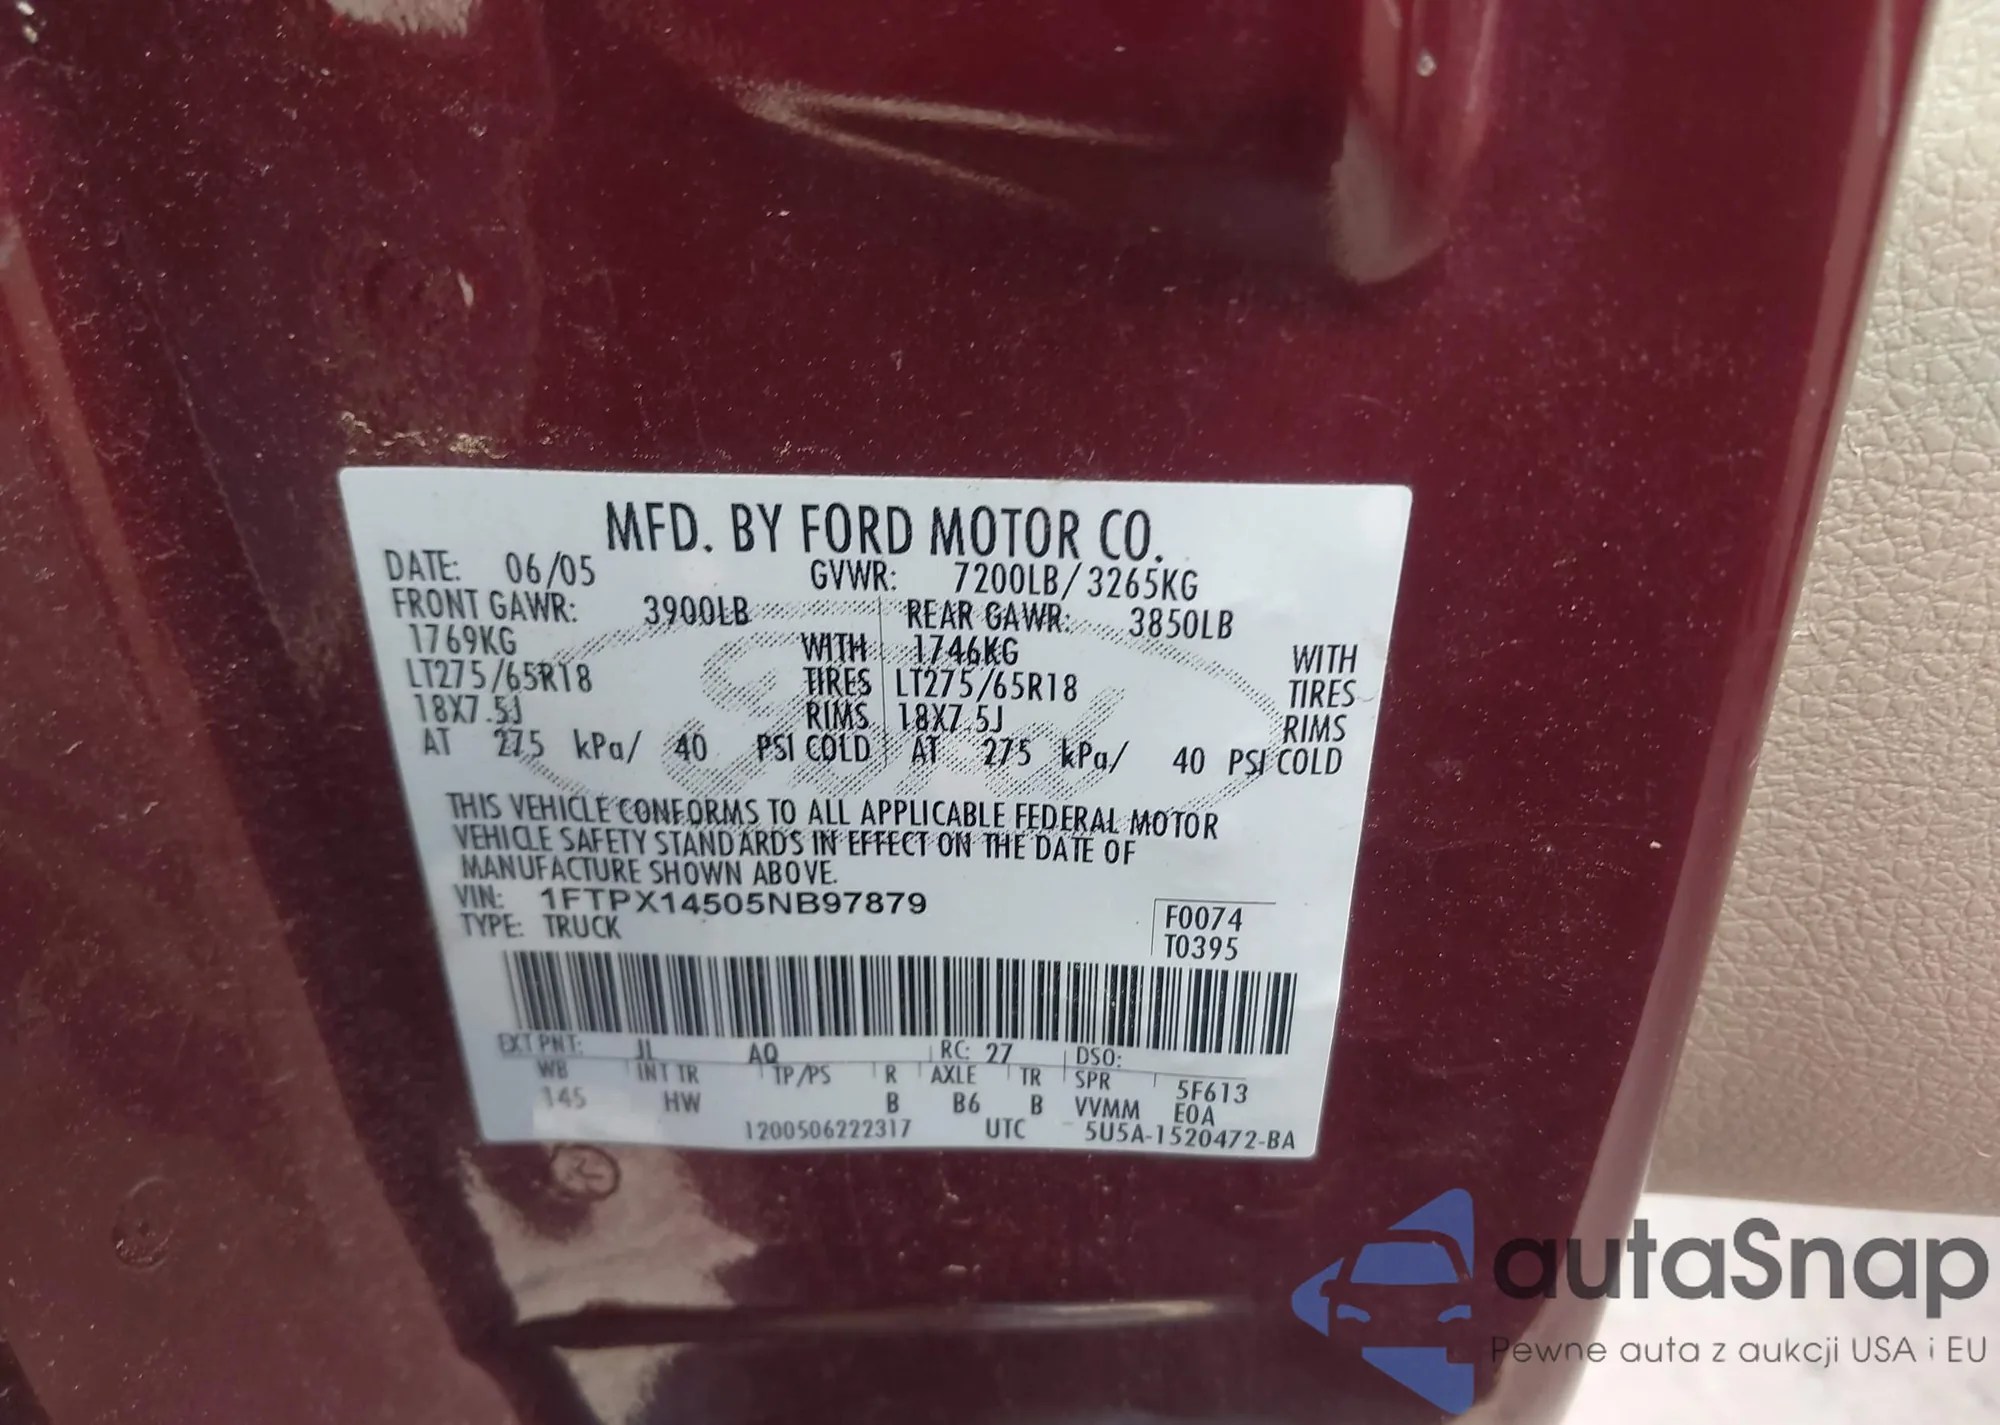 MFD. BY FORD MOTOR CO.
DATE: 06/05 GVWR: 7200LB/3265KG
FRONT GAWR: 3900LB REAR GAWR: 3850LB
1769KG WITH 1746KG WITH
LT275/65R18 TIRES LT275/65R18 TIRES
18X7.5J RIMS 18X7.5J RIMS
AT 275 kPa/ 40 PSI COLD AT 275 kPa/ 40 PSI COLD
THIS VEHICLE CONFORMS TO ALL APPLICABLE FEDERAL MOTOR
VEHICLE SAFETY STANDARDS IN EFFECT ON THE DATE OF
MANUFACTURE SHOWN ABOVE.
VIN: 1FTPX14505NB97879
TYPE: TRUCK
F0074
T0395
EXT PNT: JL AQ RC: 27 DSO:
WB INT TR TP/PS R AXLE TR SPR 5F613
145 HW B B6 B VVMM E0A
1200506222317 UTC 5U5A-1520472-BA
autaSnap
Pewne auta z aukcji USA i EU